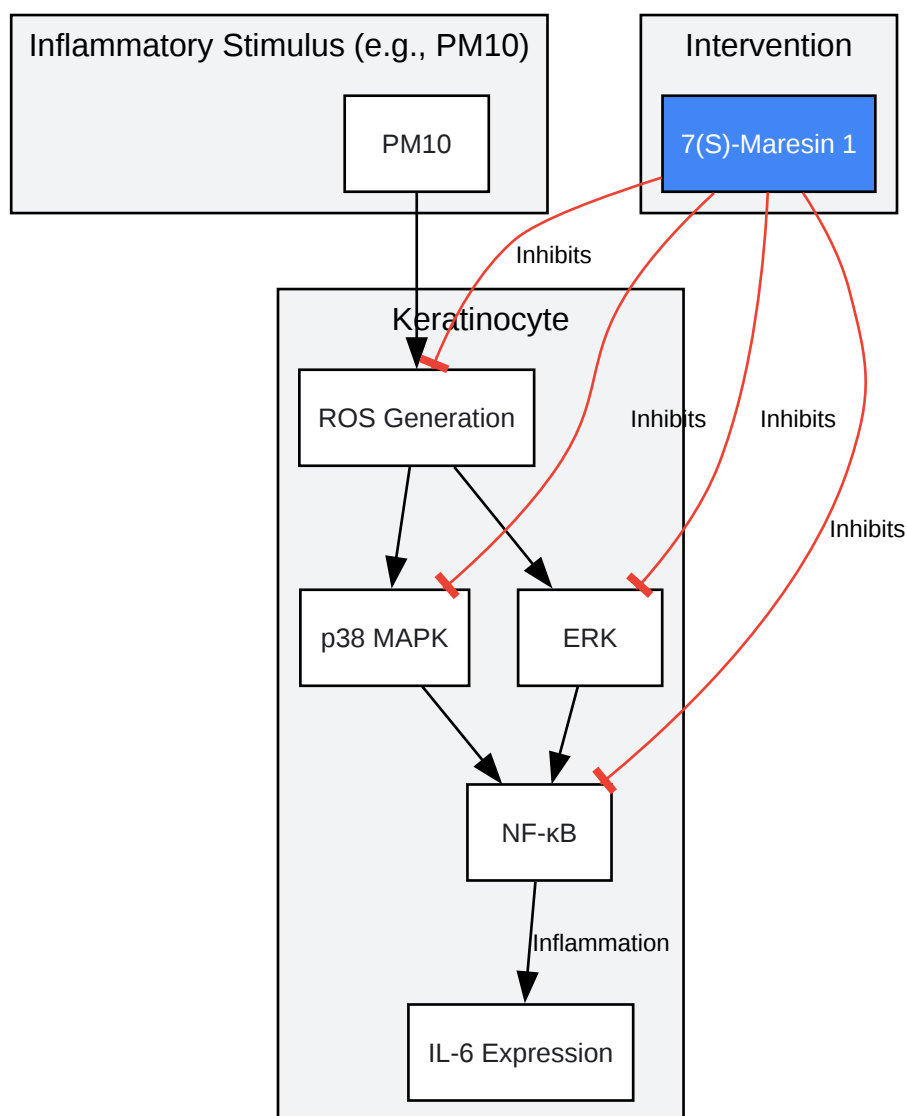 Inflammatory Stimulus (e.g., PM10)
Intervention
PM10
7(S)-Maresin 1
Inhibits
Keratinocyte
ROS Generation
Inhibits
Inhibits
Inhibits
p38 MAPK
ERK
NF-κB
Inflammation
IL-6 Expression